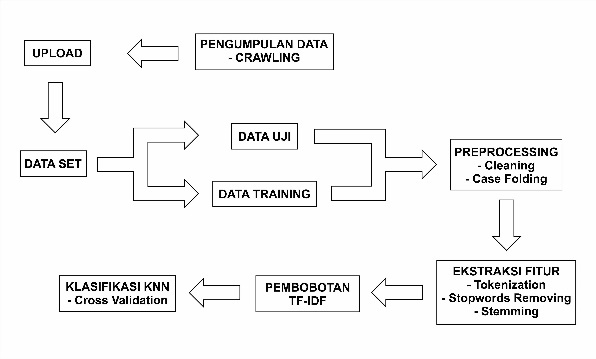 PENGUMPULAN DATA
- CRAWLING
UPLOAD
DATA SET
DATA UJI
DATA TRAINING
PREPROCESSING
- Cleaning
- Case Folding
EKSTRAKSI FITUR
- Tokenization
- Stopwords Removing
- Stemming
PEMBOBOTAN
TF-IDF
KLASIFIKASI KNN
- Cross Validation